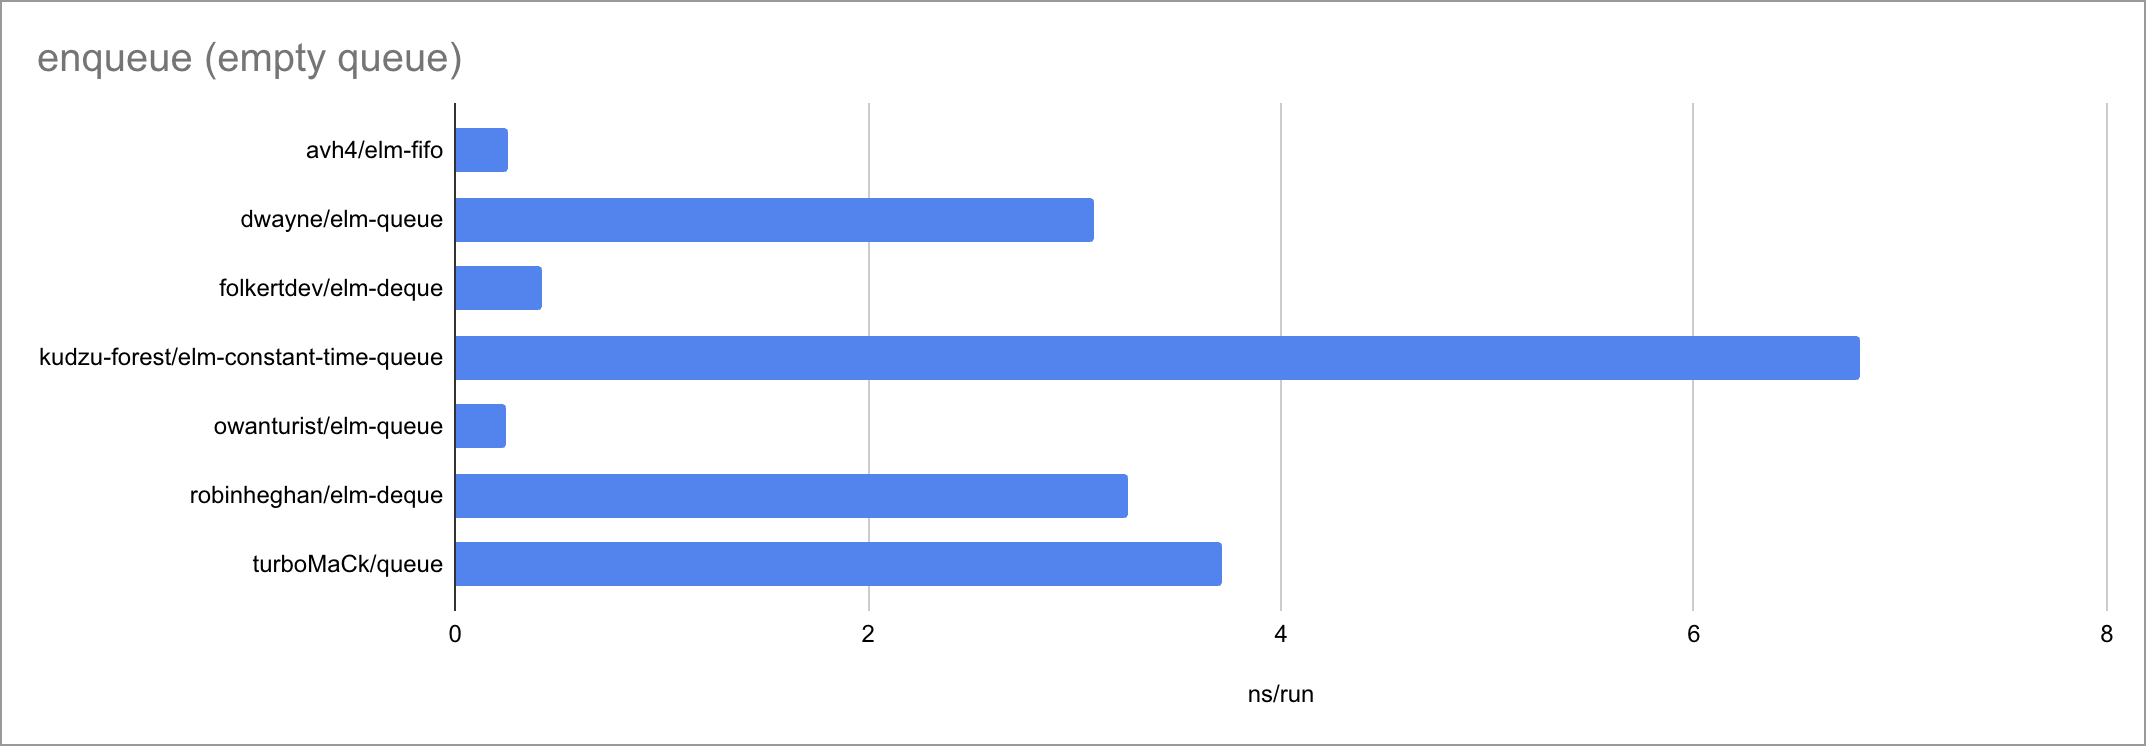 enqueue (empty queue)
avh4/elm-fifo
dwayne/elm-queue
folkertdev/elm-deque
kudzu-forest/elm-constant-time-queue
owanturist/elm-queue
robinheghan/elm-deque
turboMaCk/queue
0 2 4 6 8
ns/run